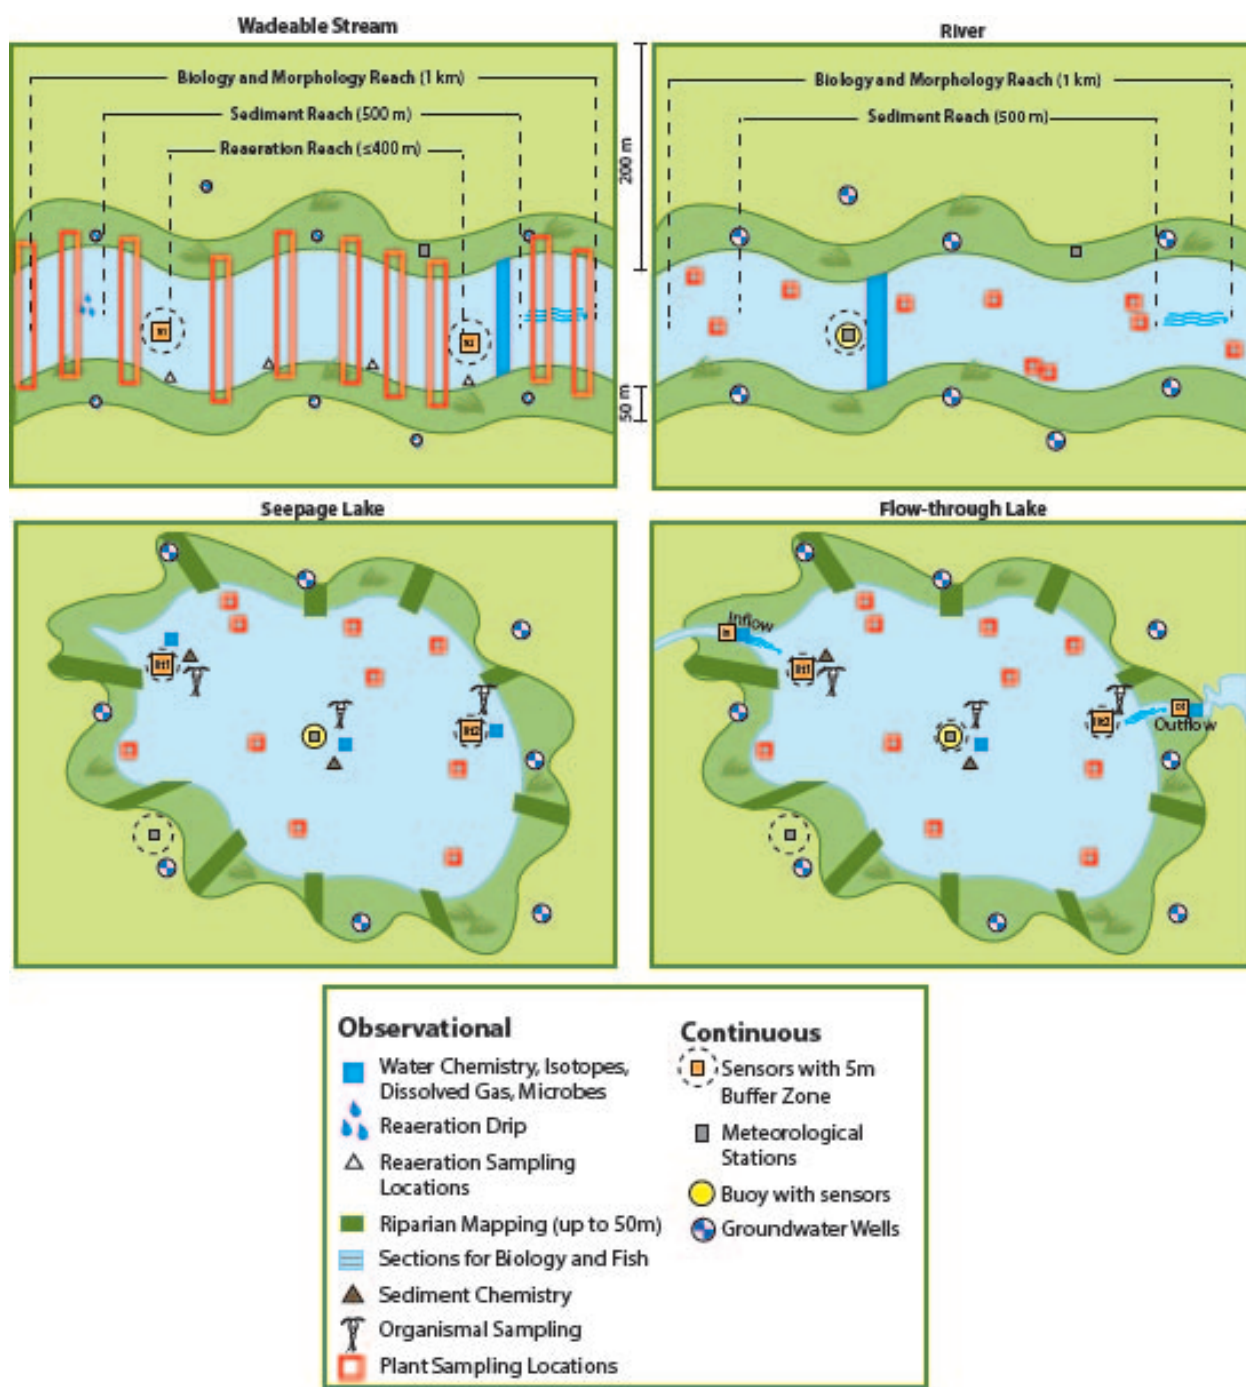 Wadeable Stream
River
Biology and Morphology Reach (1 km)
Sediment Reach (500 m)
Reaeration Reach (≤400 m)
Biology and Morphology Reach (1 km)
Sediment Reach (500 m)
200 m
50 m
Seepage Lake
Flow-through Lake
Inflow
Outflow
Observational
Water Chemistry, Isotopes,
Dissolved Gas, Microbes
Reaeration Drip
Reaeration Sampling
Locations
Riparian Mapping (up to 50m)
Sections for Biology and Fish
Sediment Chemistry
Organismal Sampling
Plant Sampling Locations
Continuous
Sensors with 5m
Buffer Zone
Meteorological
Stations
Buoy with sensors
Groundwater Wells